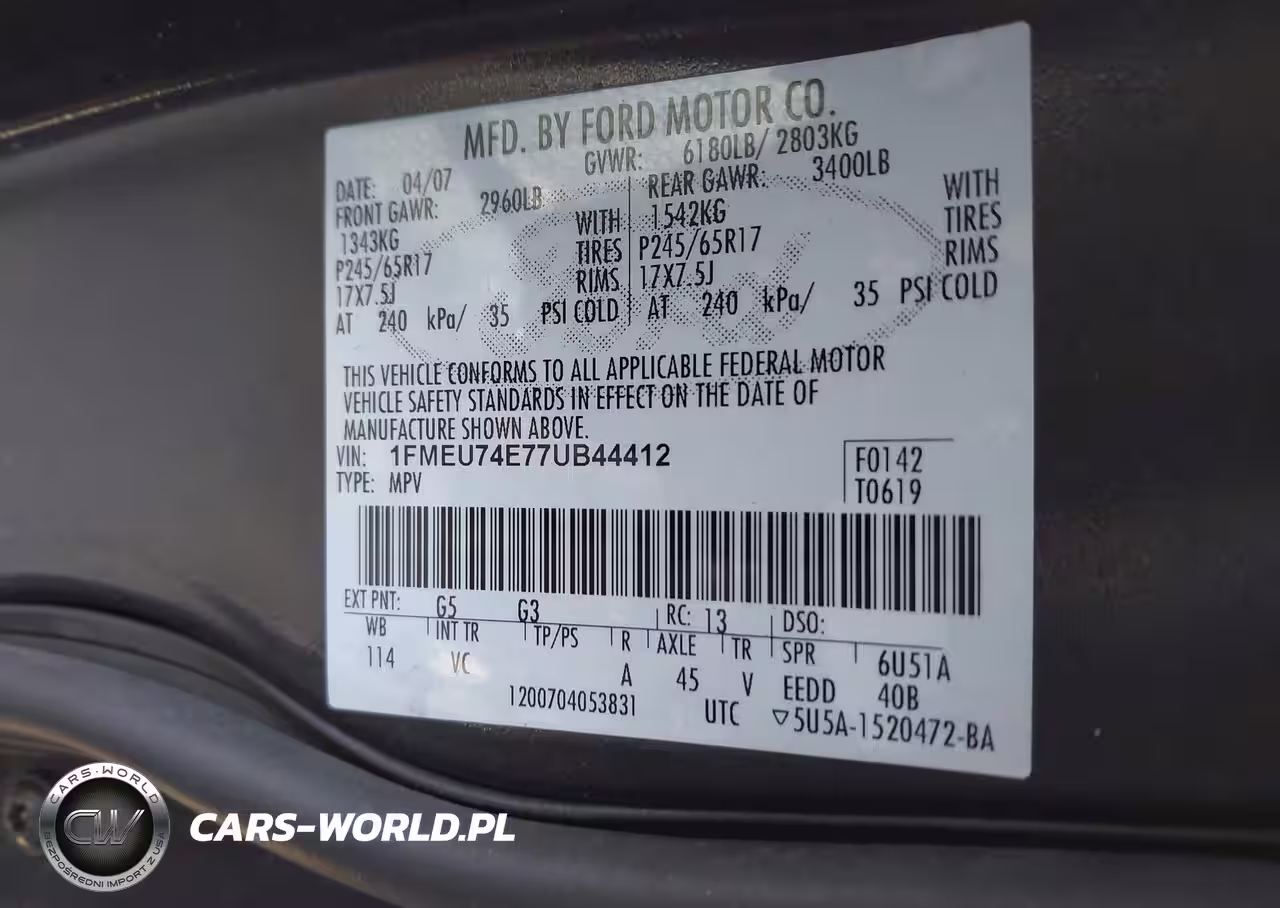 MFD. BY FORD MOTOR CO.
DATE: 04/07 GVWR: 6180LB/ 2803KG
FRONT GAWR: 2960LB REAR GAWR: 3400LB
1343KG WITH 1542KG WITH
P245/65R17 TIRES P245/65R17 TIRES
17X7.5J RIMS 17X7.5J RIMS
AT 240 kPa/ 35 PSI COLD AT 240 kPa/ 35 PSI COLD
THIS VEHICLE CONFORMS TO ALL APPLICABLE FEDERAL MOTOR
VEHICLE SAFETY STANDARDS IN EFFECT ON THE DATE OF
MANUFACTURE SHOWN ABOVE.
VIN: 1FMEU74E77UB44412
TYPE: MPV
F0142
T0619
EXT PNT: G5 G3 RC: 13 DSO:
WB INT TR TP/PS R AXLE TR SPR 6U51A
114 VC A 45 V EEDD 40B
1200704053831 UTC ▽5U5A-1520472-BA
CARS-WORLD
CW
BEZPOŚREDNI IMPORT Z USA
CARS-WORLD.PL